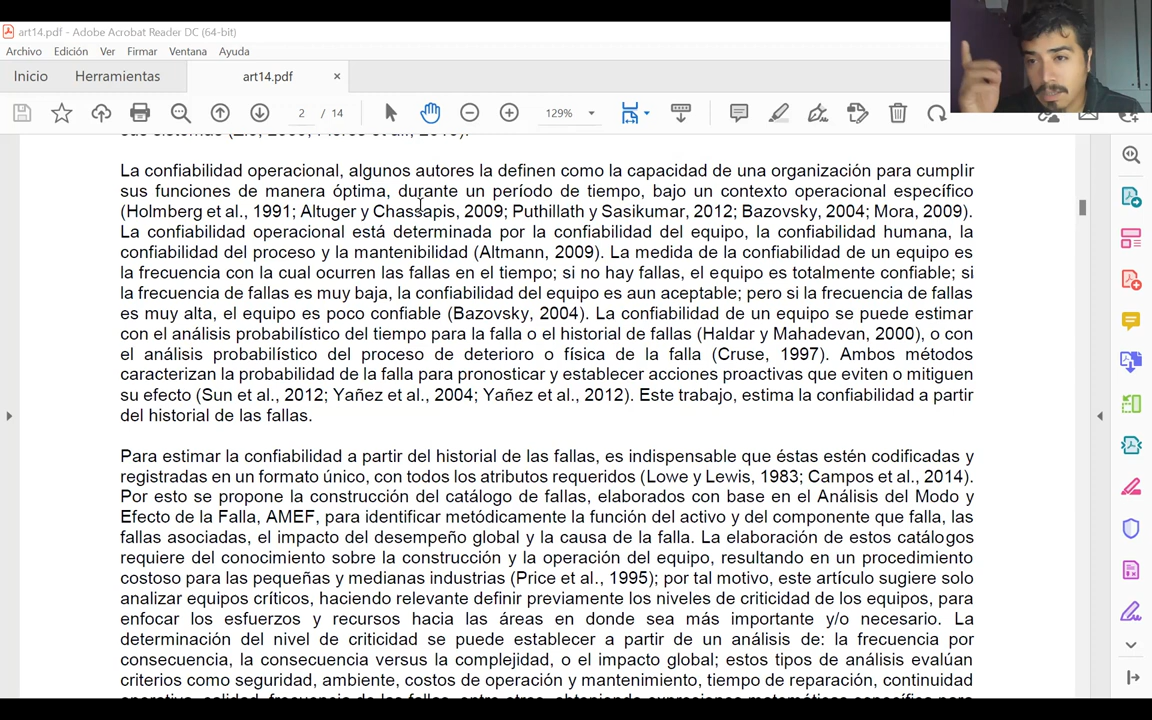 art14.pdf - Adobe Acrobat Reader DC (64-bit)
Archivo Edición Ver Firmar Ventana Ayuda
Inicio Herramientas art14.pdf ×
2 / 14 129%
La confiabilidad operacional, algunos autores la definen como la capacidad de una organización para cumplir
sus funciones de manera óptima, durante un período de tiempo, bajo un contexto operacional específico
(Holmberg et al., 1991; Altuger y Chassapis, 2009; Puthillath y Sasikumar, 2012; Bazovsky, 2004; Mora, 2009).
La confiabilidad operacional está determinada por la confiabilidad del equipo, la confiabilidad humana, la
confiabilidad del proceso y la mantenibilidad (Altmann, 2009). La medida de la confiabilidad de un equipo es
la frecuencia con la cual ocurren las fallas en el tiempo; si no hay fallas, el equipo es totalmente confiable; si
la frecuencia de fallas es muy baja, la confiabilidad del equipo es aun aceptable; pero si la frecuencia de fallas
es muy alta, el equipo es poco confiable (Bazovsky, 2004). La confiabilidad de un equipo se puede estimar
con el análisis probabilístico del tiempo para la falla o el historial de fallas (Haldar y Mahadevan, 2000), o con
el análisis probabilístico del proceso de deterioro o física de la falla (Cruse, 1997). Ambos métodos
caracterizan la probabilidad de la falla para pronosticar y establecer acciones proactivas que eviten o mitiguen
su efecto (Sun et al., 2012; Yañez et al., 2004; Yañez et al., 2012). Este trabajo, estima la confiabilidad a partir
del historial de las fallas.
Para estimar la confiabilidad a partir del historial de las fallas, es indispensable que éstas estén codificadas y
registradas en un formato único, con todos los atributos requeridos (Lowe y Lewis, 1983; Campos et al., 2014).
Por esto se propone la construcción del catálogo de fallas, elaborados con base en el Análisis del Modo y
Efecto de la Falla, AMEF, para identificar metódicamente la función del activo y del componente que falla, las
fallas asociadas, el impacto del desempeño global y la causa de la falla. La elaboración de estos catálogos
requiere del conocimiento sobre la construcción y la operación del equipo, resultando en un procedimiento
costoso para las pequeñas y medianas industrias (Price et al., 1995); por tal motivo, este artículo sugiere solo
analizar equipos críticos, haciendo relevante definir previamente los niveles de criticidad de los equipos, para
enfocar los esfuerzos y recursos hacia las áreas en donde sea más importante y/o necesario. La
determinación del nivel de criticidad se puede establecer a partir de un análisis de: la frecuencia por
consecuencia, la consecuencia versus la complejidad, o el impacto global; estos tipos de análisis evalúan
criterios como seguridad, ambiente, costos de operación y mantenimiento, tiempo de reparación, continuidad